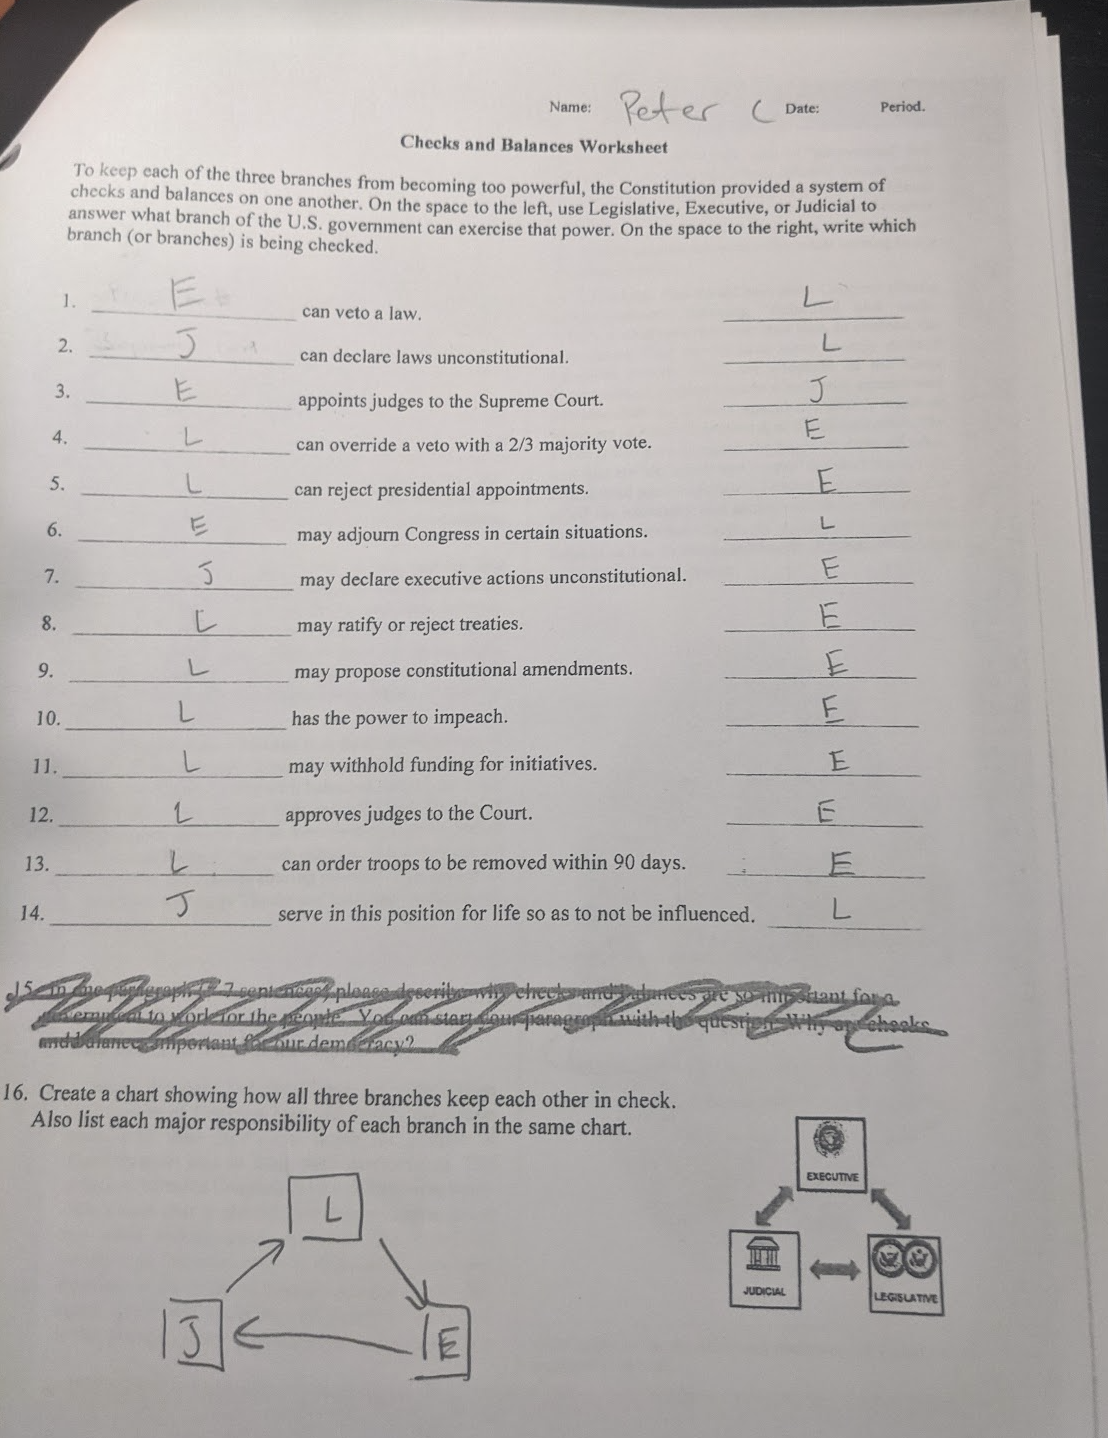 Name: Peter C Date: Period.
Checks and Balances Worksheet
To keep each of the three branches from becoming too powerful, the Constitution provided a system of
checks and balances on one another. On the space to the left, use Legislative, Executive, or Judicial to
answer what branch of the U.S. government can exercise that power. On the space to the right, write which
branch (or branches) is being checked.
1. E can veto a law. L
2. J can declare laws unconstitutional. L
3. E appoints judges to the Supreme Court. J
4. L can override a veto with a 2/3 majority vote. E
5. L can reject presidential appointments. E
6. E may adjourn Congress in certain situations. L
7. J may declare executive actions unconstitutional. E
8. L may ratify or reject treaties. E
9. L may propose constitutional amendments. E
10. L has the power to impeach. E
11. L may withhold funding for initiatives. E
12. L approves judges to the Court. E
13. L can order troops to be removed within 90 days. E
14. J serve in this position for life so as to not be influenced. L
15. In one paragraph 7 sentences, please describe why checks and balances are so important for a
government to work for the people. You can start your paragraph with the question: Why are checks
and balances important for our democracy?
16. Create a chart showing how all three branches keep each other in check.
Also list each major responsibility of each branch in the same chart.
L
J E
EXECUTIVE
JUDICIAL LEGISLATIVE